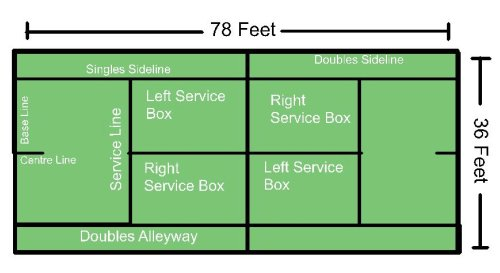 78 Feet
Singles Sideline
Doubles Sideline
Base Line
Service Line
Left Service
Box
Right
Service Box
36 Feet
Centre Line
Right
Service Box
Left Service
Box
Doubles Alleyway